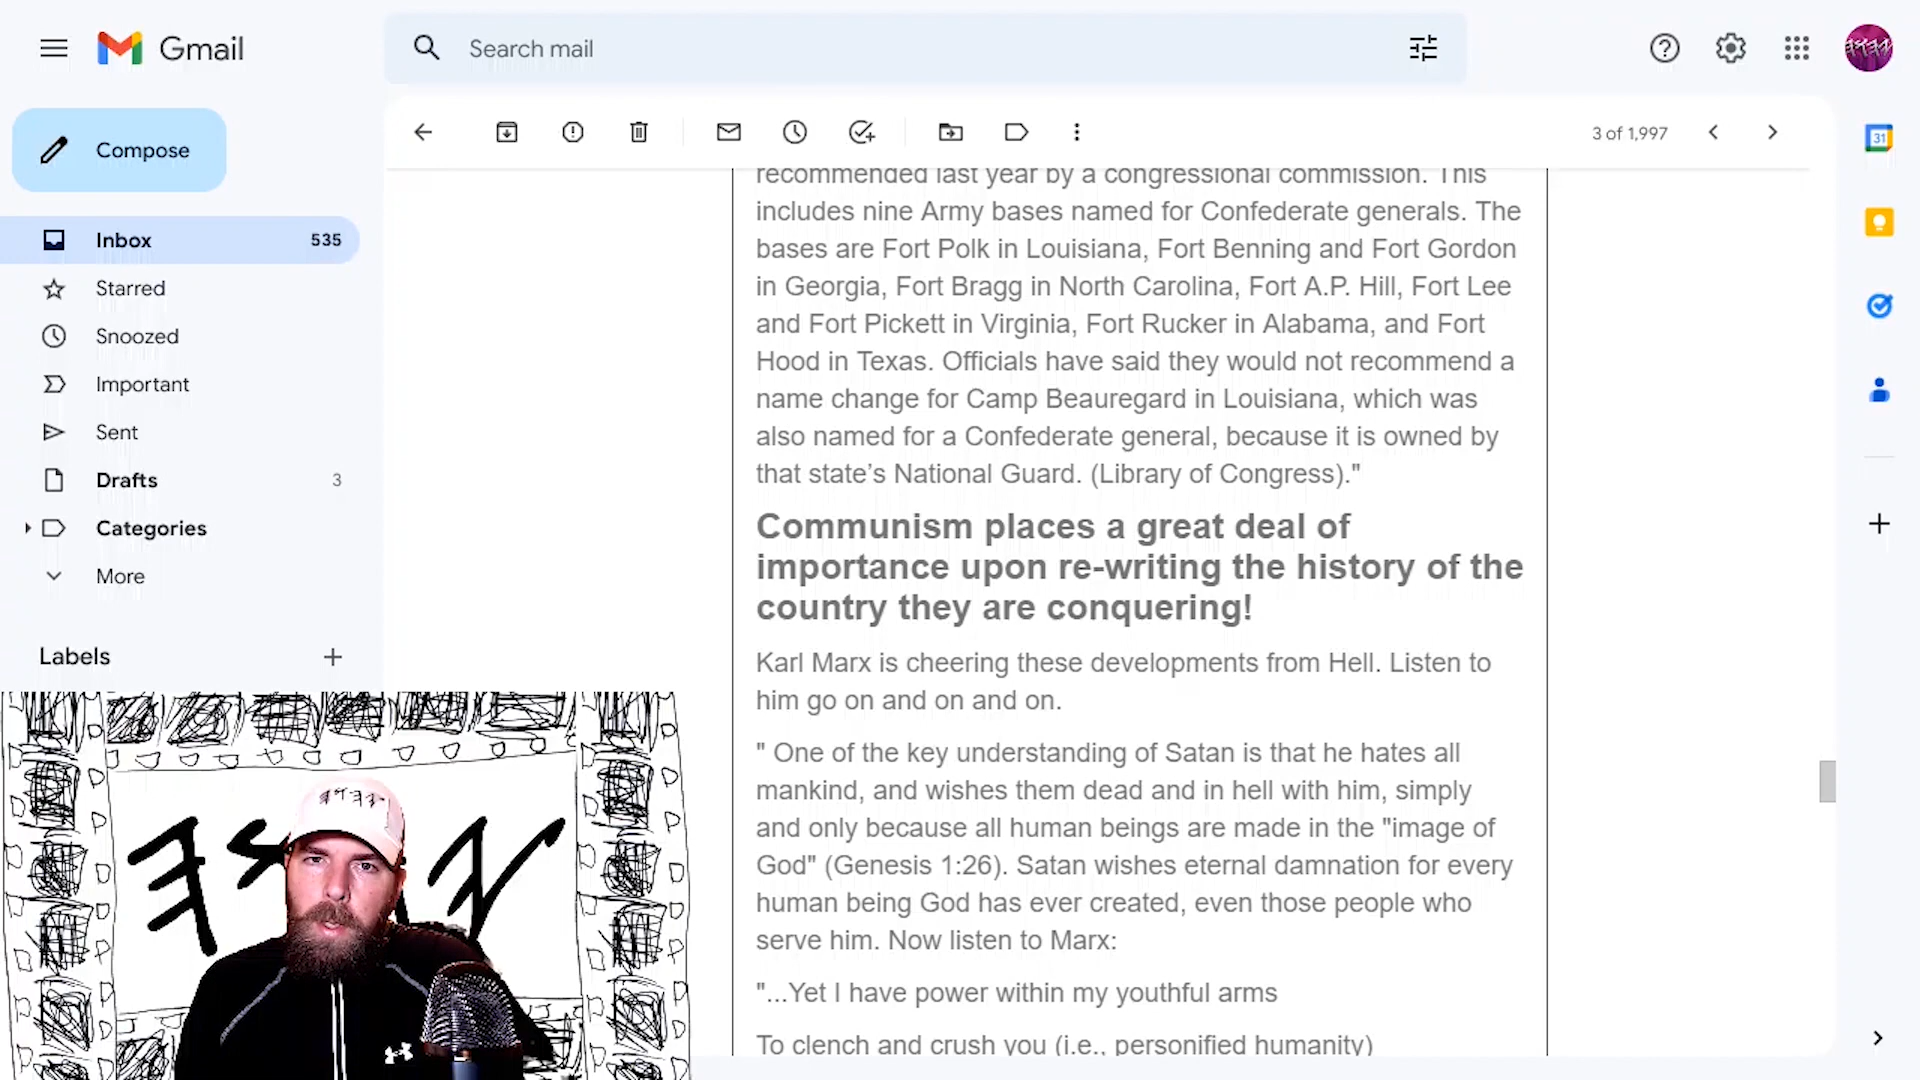 Gmail
Search mail
Compose
3 of 1,997
31
Inbox 535
Starred
Snoozed
Important
Sent
Drafts 3
Categories
More
Labels
recommended last year by a congressional commission. This
includes nine Army bases named for Confederate generals. The
bases are Fort Polk in Louisiana, Fort Benning and Fort Gordon
in Georgia, Fort Bragg in North Carolina, Fort A.P. Hill, Fort Lee
and Fort Pickett in Virginia, Fort Rucker in Alabama, and Fort
Hood in Texas. Officials have said they would not recommend a
name change for Camp Beauregard in Louisiana, which was
also named for a Confederate general, because it is owned by
that state’s National Guard. (Library of Congress)."
Communism places a great deal of
importance upon re-writing the history of the
country they are conquering!
Karl Marx is cheering these developments from Hell. Listen to
him go on and on and on.
" One of the key understanding of Satan is that he hates all
mankind, and wishes them dead and in hell with him, simply
and only because all human beings are made in the "image of
God" (Genesis 1:26). Satan wishes eternal damnation for every
human being God has ever created, even those people who
serve him. Now listen to Marx:
"...Yet I have power within my youthful arms
To clench and crush you (i.e., personified humanity)